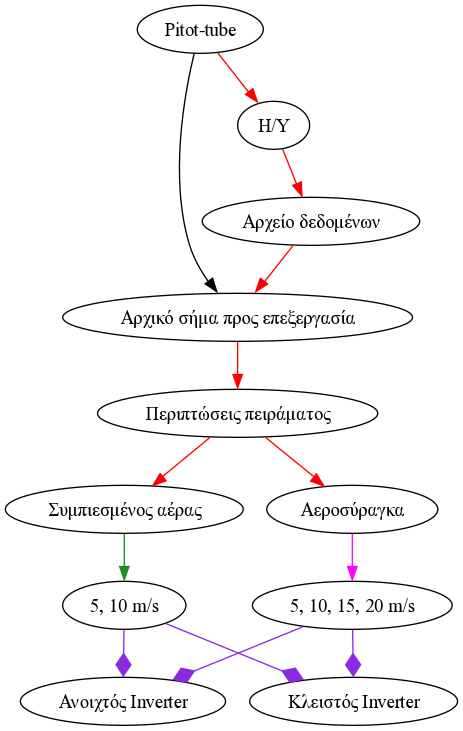 Pitot-tube
Η/Υ
Αρχείο δεδομένων
Αρχικό σήμα προς επεξεργασία
Περιπτώσεις πειράματος
Συμπιεσμένος αέρας
Αεροσύραγκα
5, 10 m/s
5, 10, 15, 20 m/s
Ανοιχτός Inverter
Κλειστός Inverter